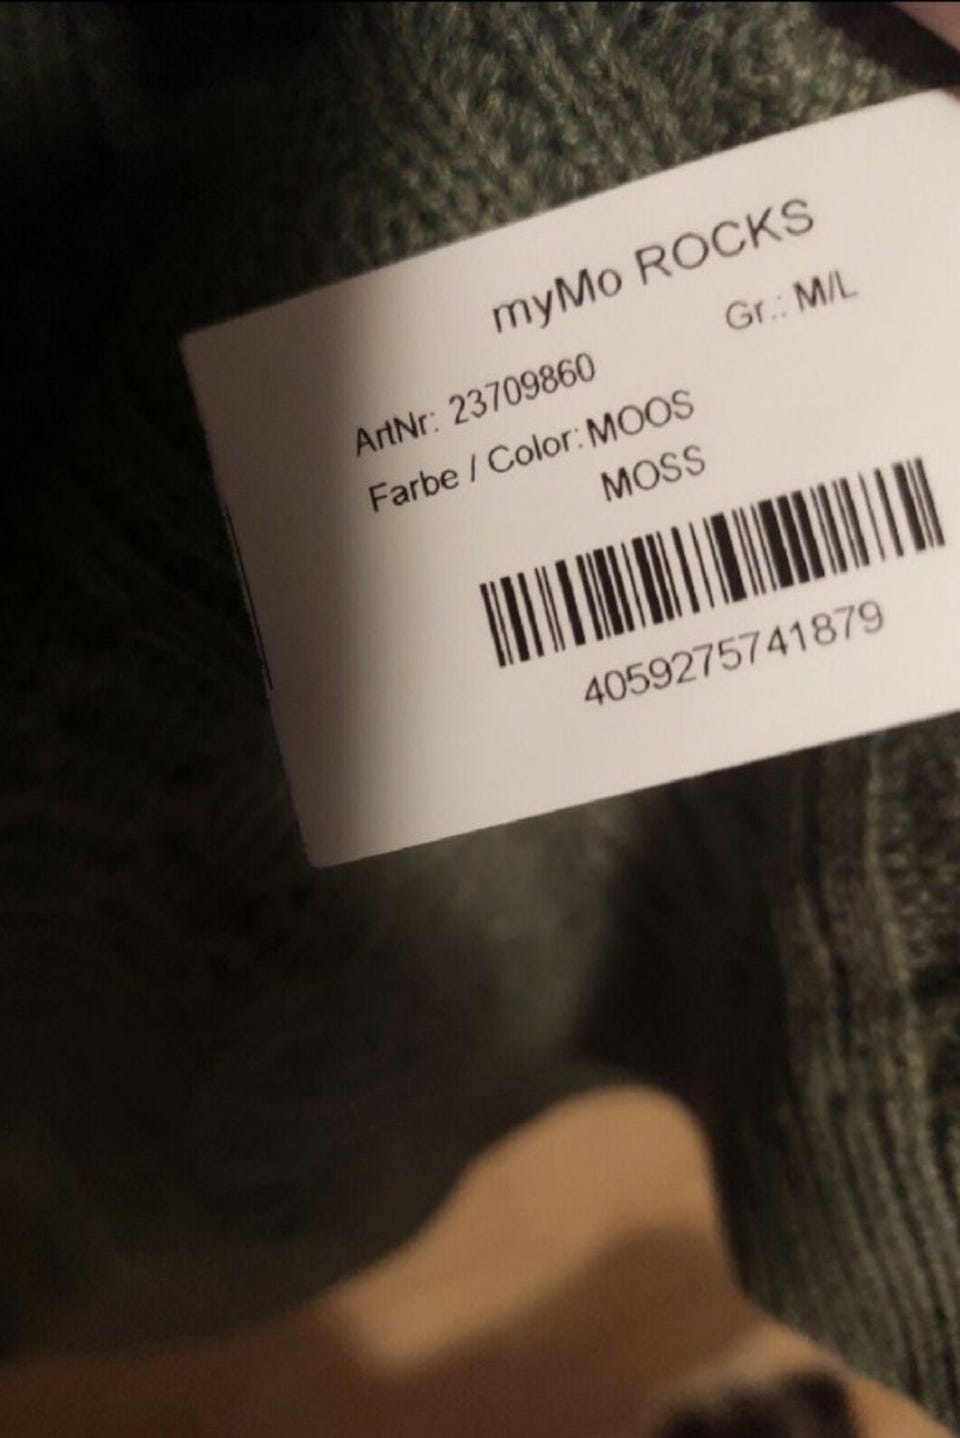 myMo ROCKS
Gr.: M/L
ArtNr: 23709860
Farbe / Color: MOOS
MOSS
4059275741879